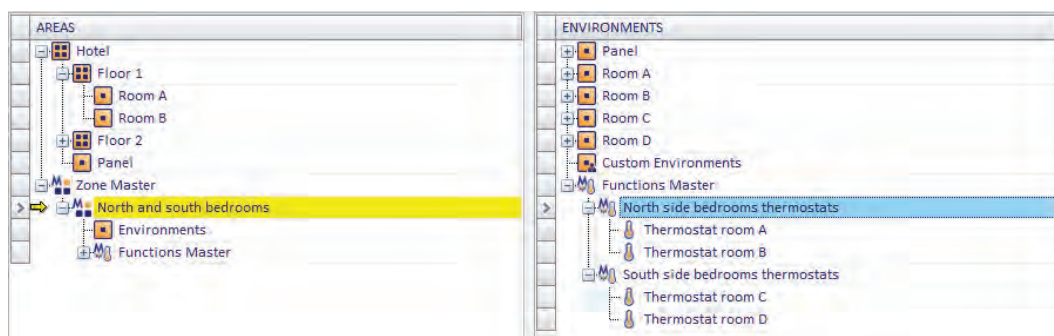 AREAS
Hotel
Floor 1
Room A
Room B
Floor 2
Panel
Zone Master
North and south bedrooms
Environments
Functions Master
ENVIRONMENTS
Panel
Room A
Room B
Room C
Room D
Custom Environments
Functions Master
North side bedrooms thermostats
Thermostat room A
Thermostat room B
South side bedrooms thermostats
Thermostat room C
Thermostat room D